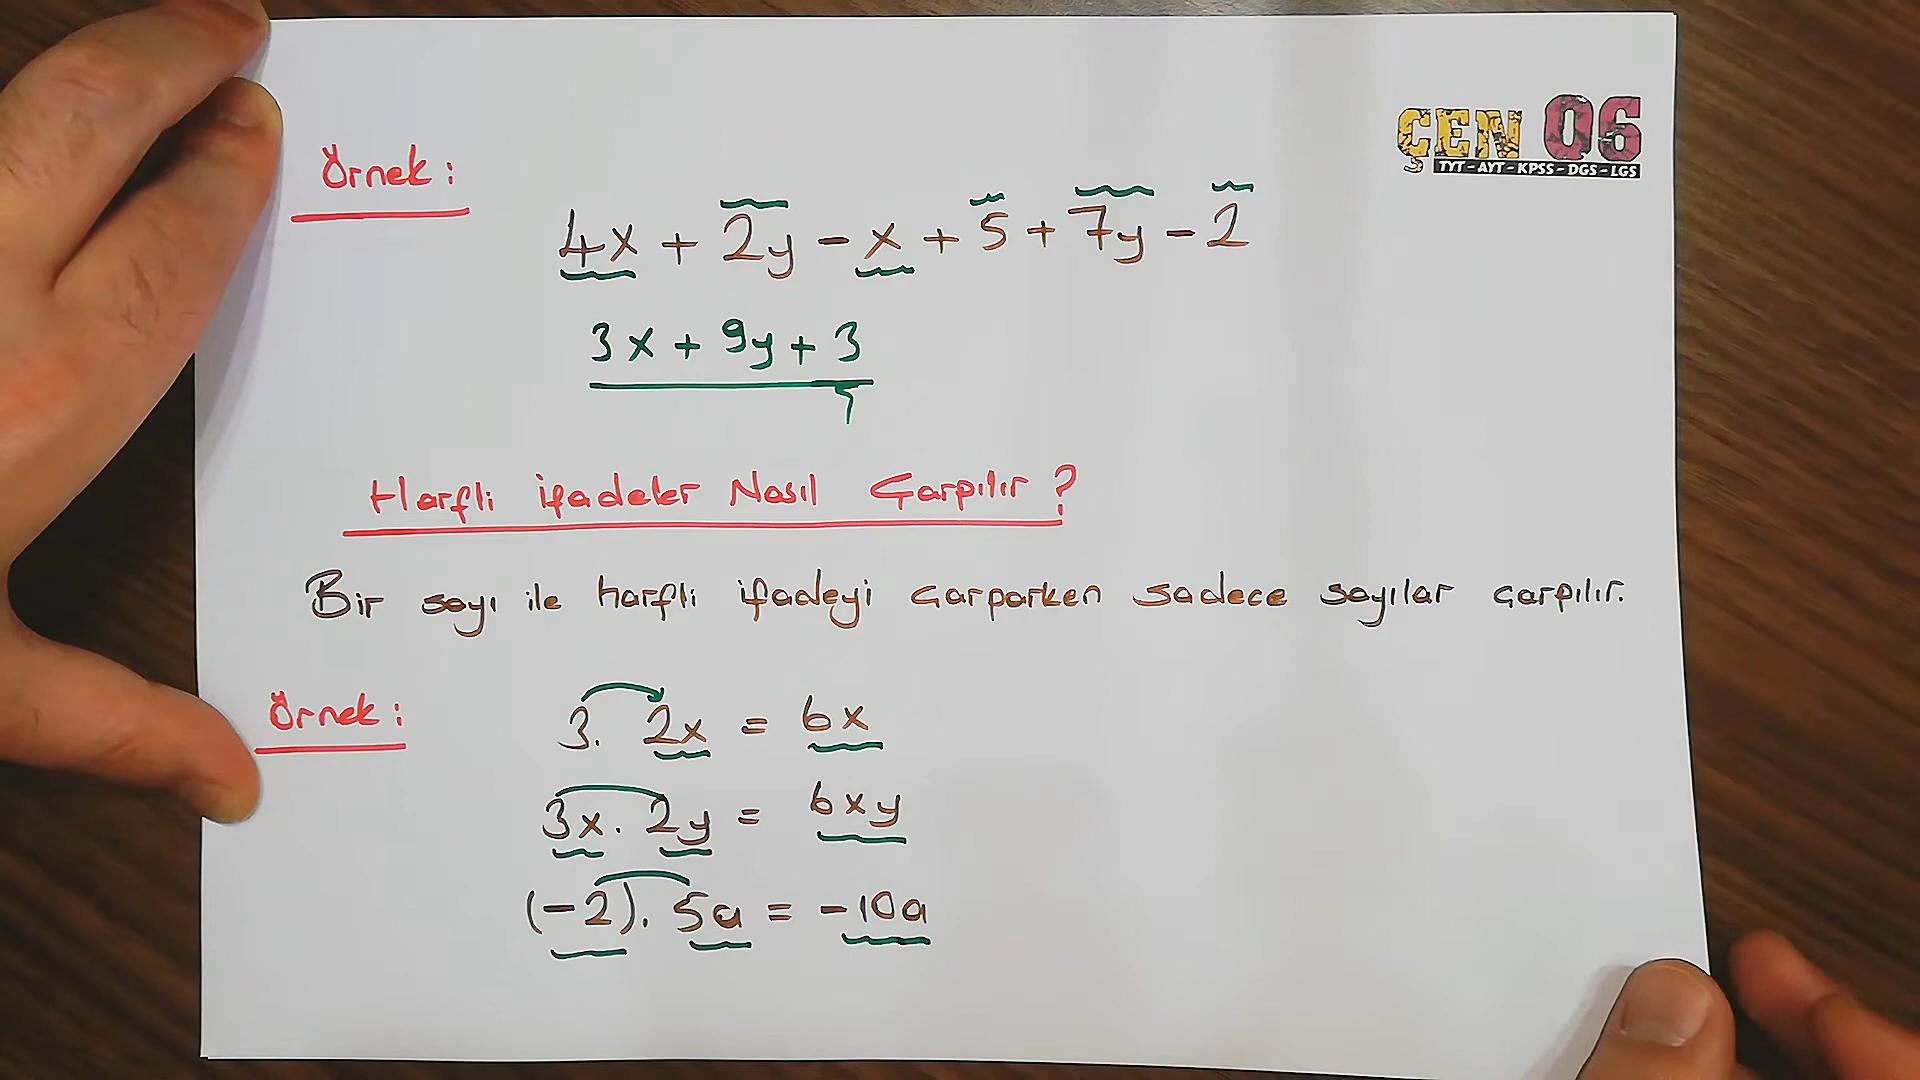 ÇEN 06
TYT - AYT - KPSS - DGS - LGS
Örnek:
4x + 2y - x + 5 + 7y - 2
3x + 9y + 3
Harfli ifadeler Nasıl Çarpılır?
Bir sayı ile harfli ifadeyi çarparken sadece sayılar çarpılır.
Örnek:
3. 2x = 6x
3x. 2y = 6xy
(-2). 5a = -10a